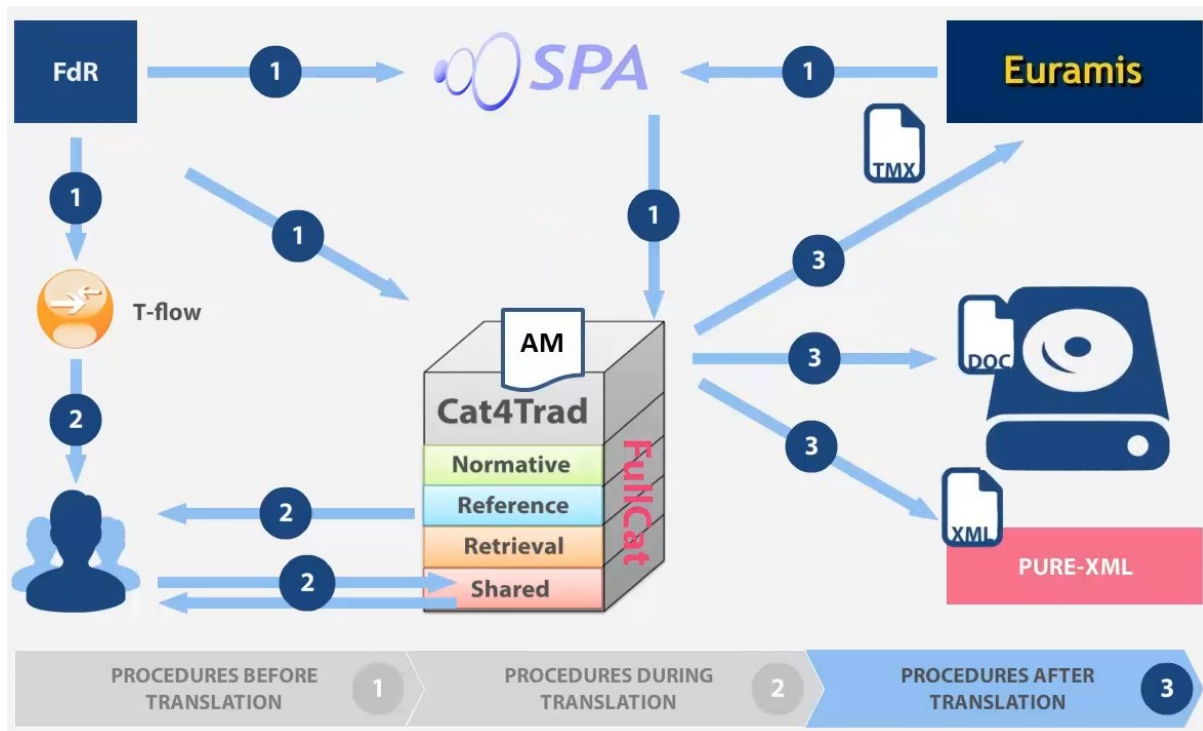 FdR
1
SPA
1
Euramis
1
TMX
1
1
3
T-flow
AM
3
DOC
Cat4Trad
2
3
Normative
FullCat
Reference
2
Retrieval
XML
2
Shared
PURE-XML
PROCEDURES BEFORE
TRANSLATION
1
PROCEDURES DURING
TRANSLATION
2
PROCEDURES AFTER
TRANSLATION
3